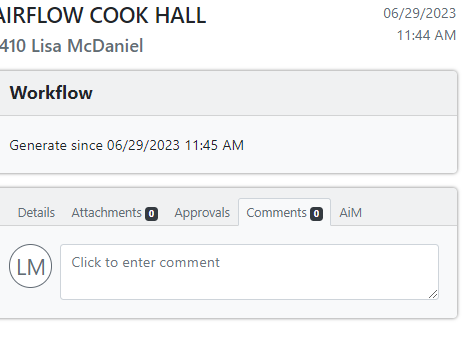 AIRFLOW COOK HALL
06/29/2023
410 Lisa McDaniel
11:44 AM
Workflow
Generate since 06/29/2023 11:45 AM
Details Attachments 0 Approvals Comments 0 AiM
LM
Click to enter comment